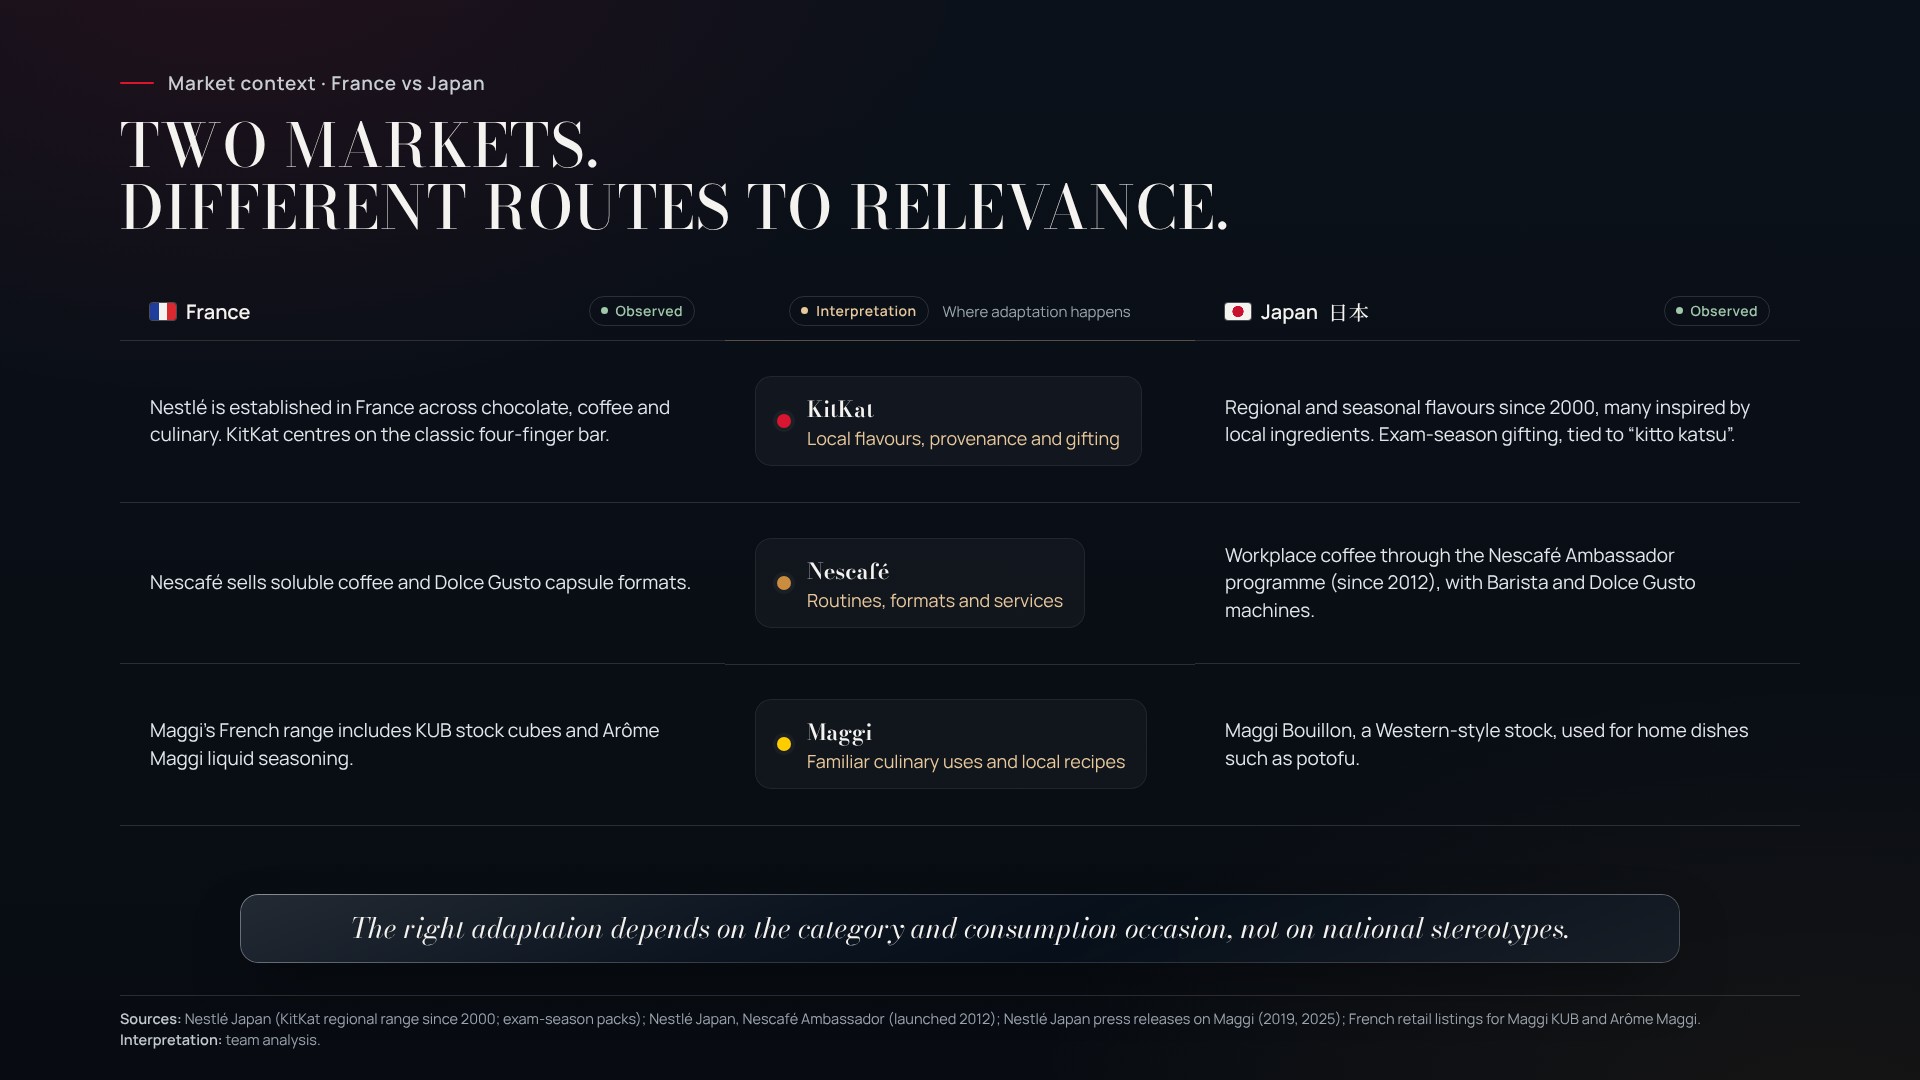 Market context · France vs Japan
TWO MARKETS.
DIFFERENT ROUTES TO RELEVANCE.
France
Observed
Interpretation
Where adaptation happens
Japan 日本
Observed
Nestlé is established in France across chocolate, coffee and
culinary. KitKat centres on the classic four-finger bar.
KitKat
Local flavours, provenance and gifting
Regional and seasonal flavours since 2000, many inspired by
local ingredients. Exam-season gifting, tied to “kitto katsu”.
Nescafé sells soluble coffee and Dolce Gusto capsule formats.
Nescafé
Routines, formats and services
Workplace coffee through the Nescafé Ambassador
programme (since 2012), with Barista and Dolce Gusto
machines.
Maggi’s French range includes KUB stock cubes and Arôme
Maggi liquid seasoning.
Maggi
Familiar culinary uses and local recipes
Maggi Bouillon, a Western-style stock, used for home dishes
such as potofu.
The right adaptation depends on the category and consumption occasion, not on national stereotypes.
Sources: Nestlé Japan (KitKat regional range since 2000; exam-season packs); Nestlé Japan, Nescafé Ambassador (launched 2012); Nestlé Japan press releases on Maggi (2019, 2025); French retail listings for Maggi KUB and Arôme Maggi.
Interpretation: team analysis.